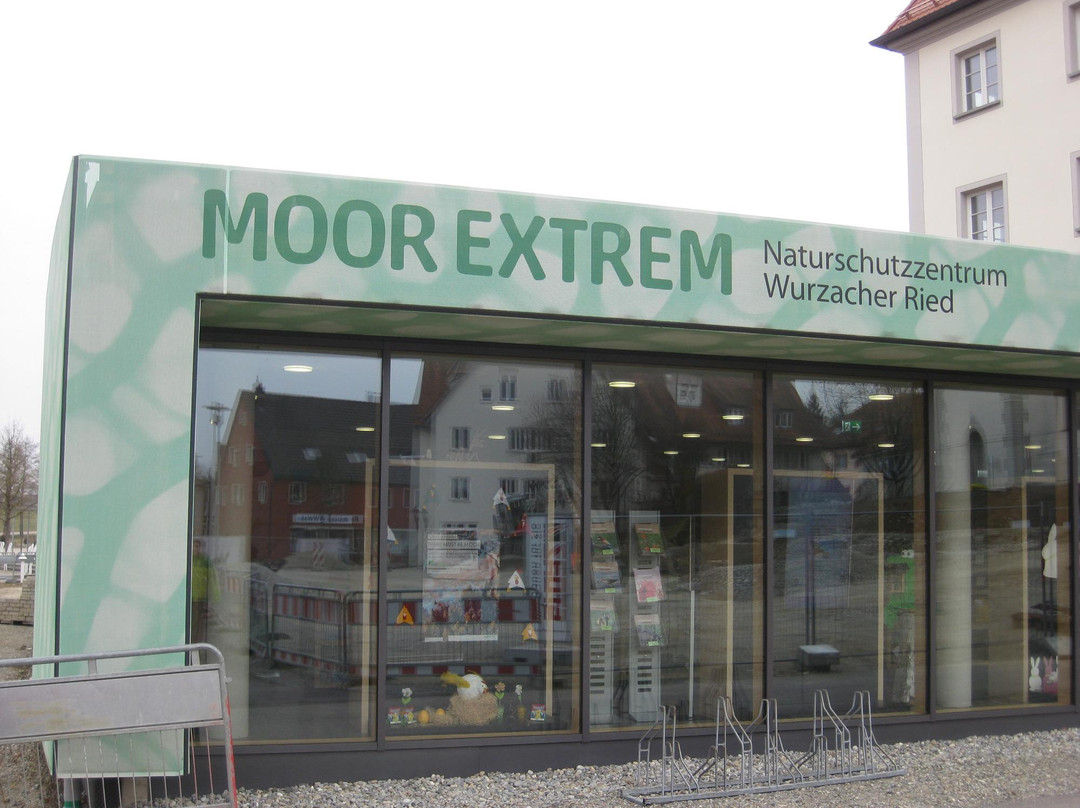 MOOR EXTREM
Naturschutzzentrum
Wurzacher Ried